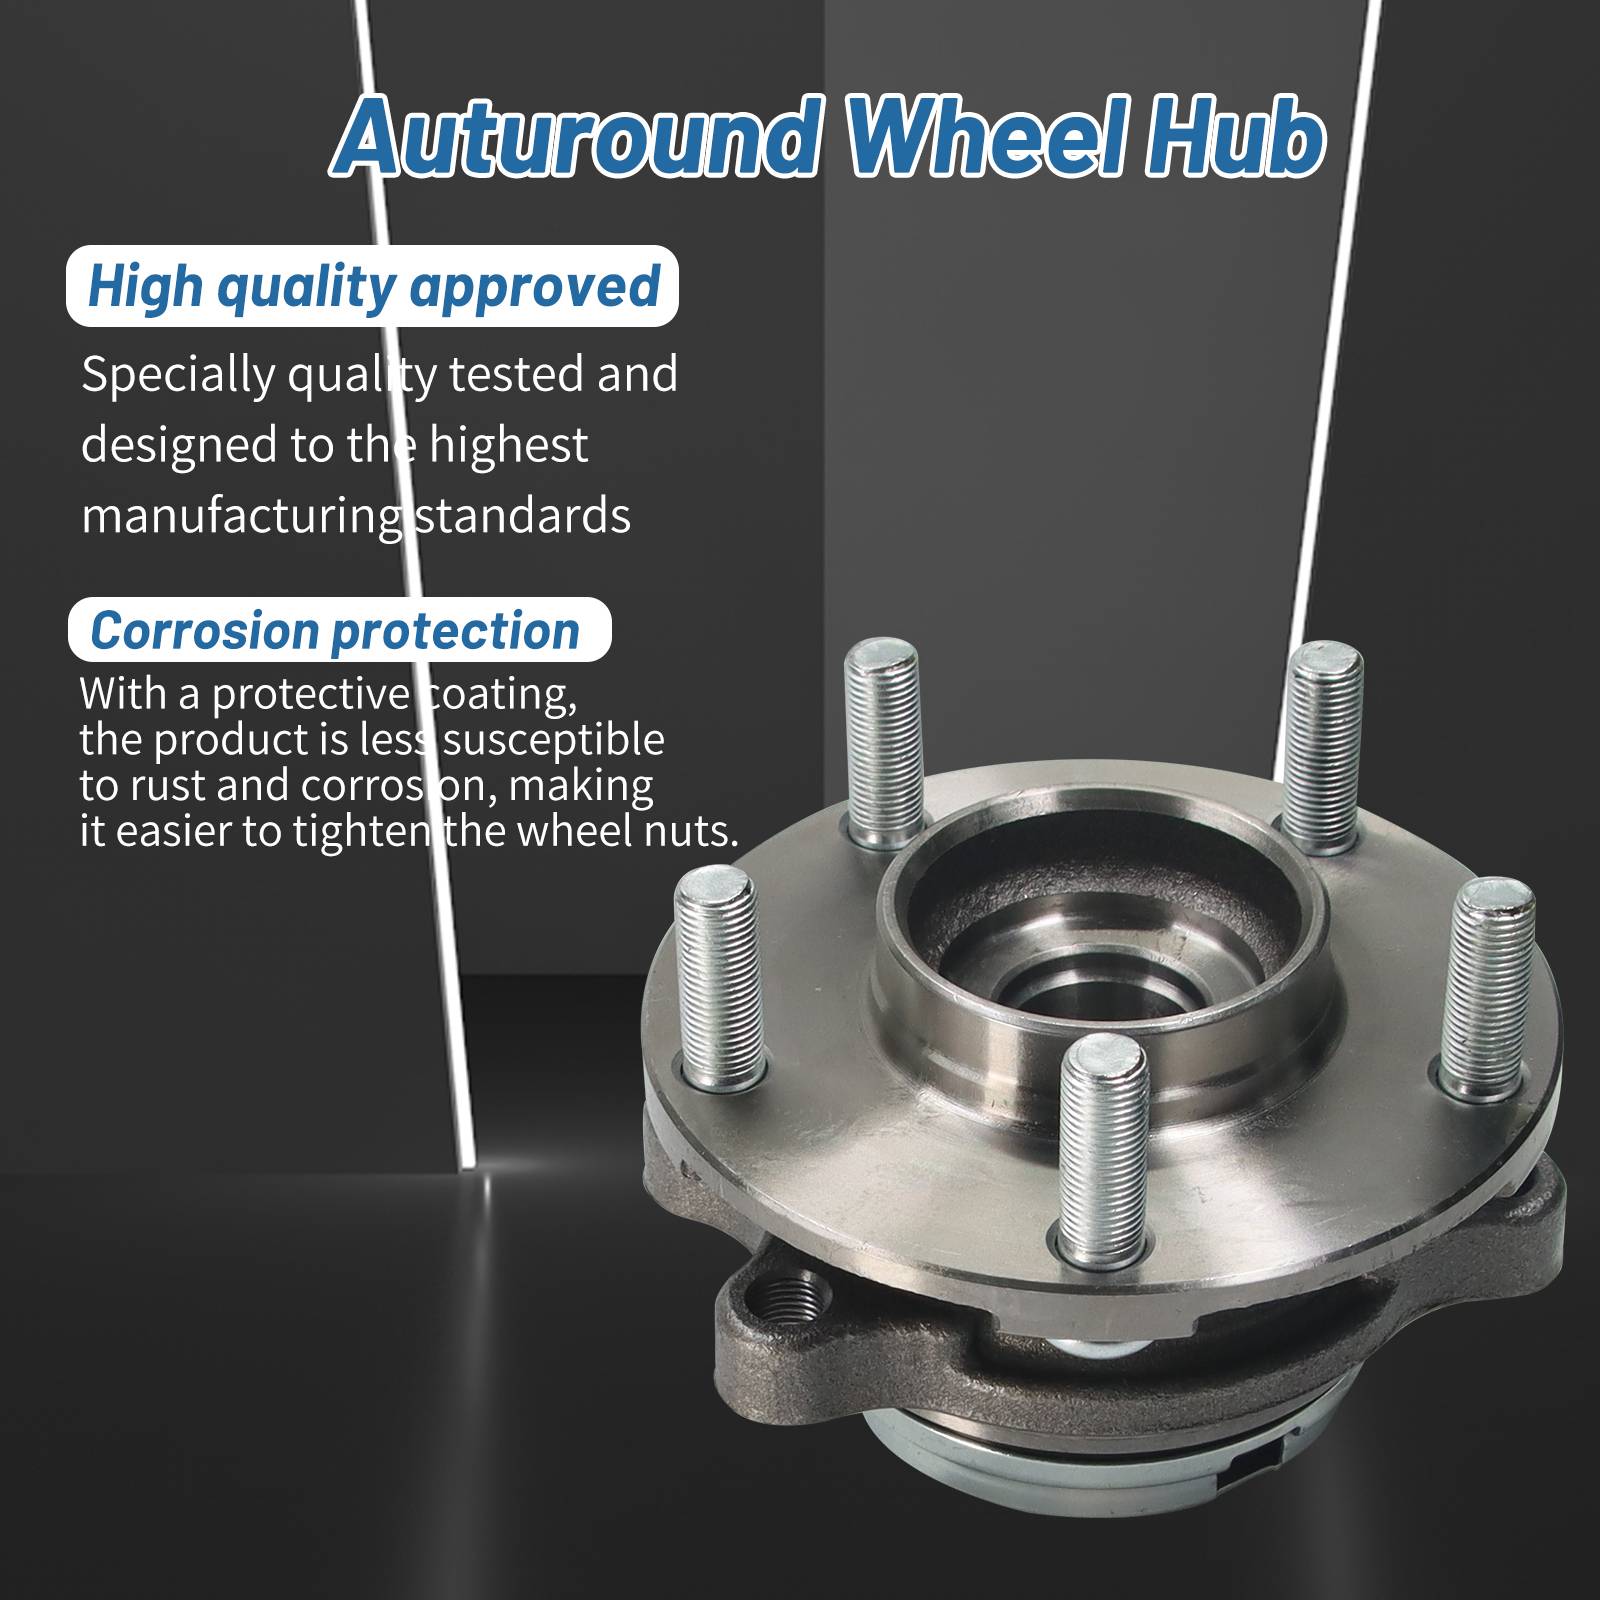 Auturound Wheel Hub
High quality approved
Specially quality tested and
designed to the highest
manufacturing standards
Corrosion protection
With a protective coating,
the product is less susceptible
to rust and corrosion, making
it easier to tighten the wheel nuts.